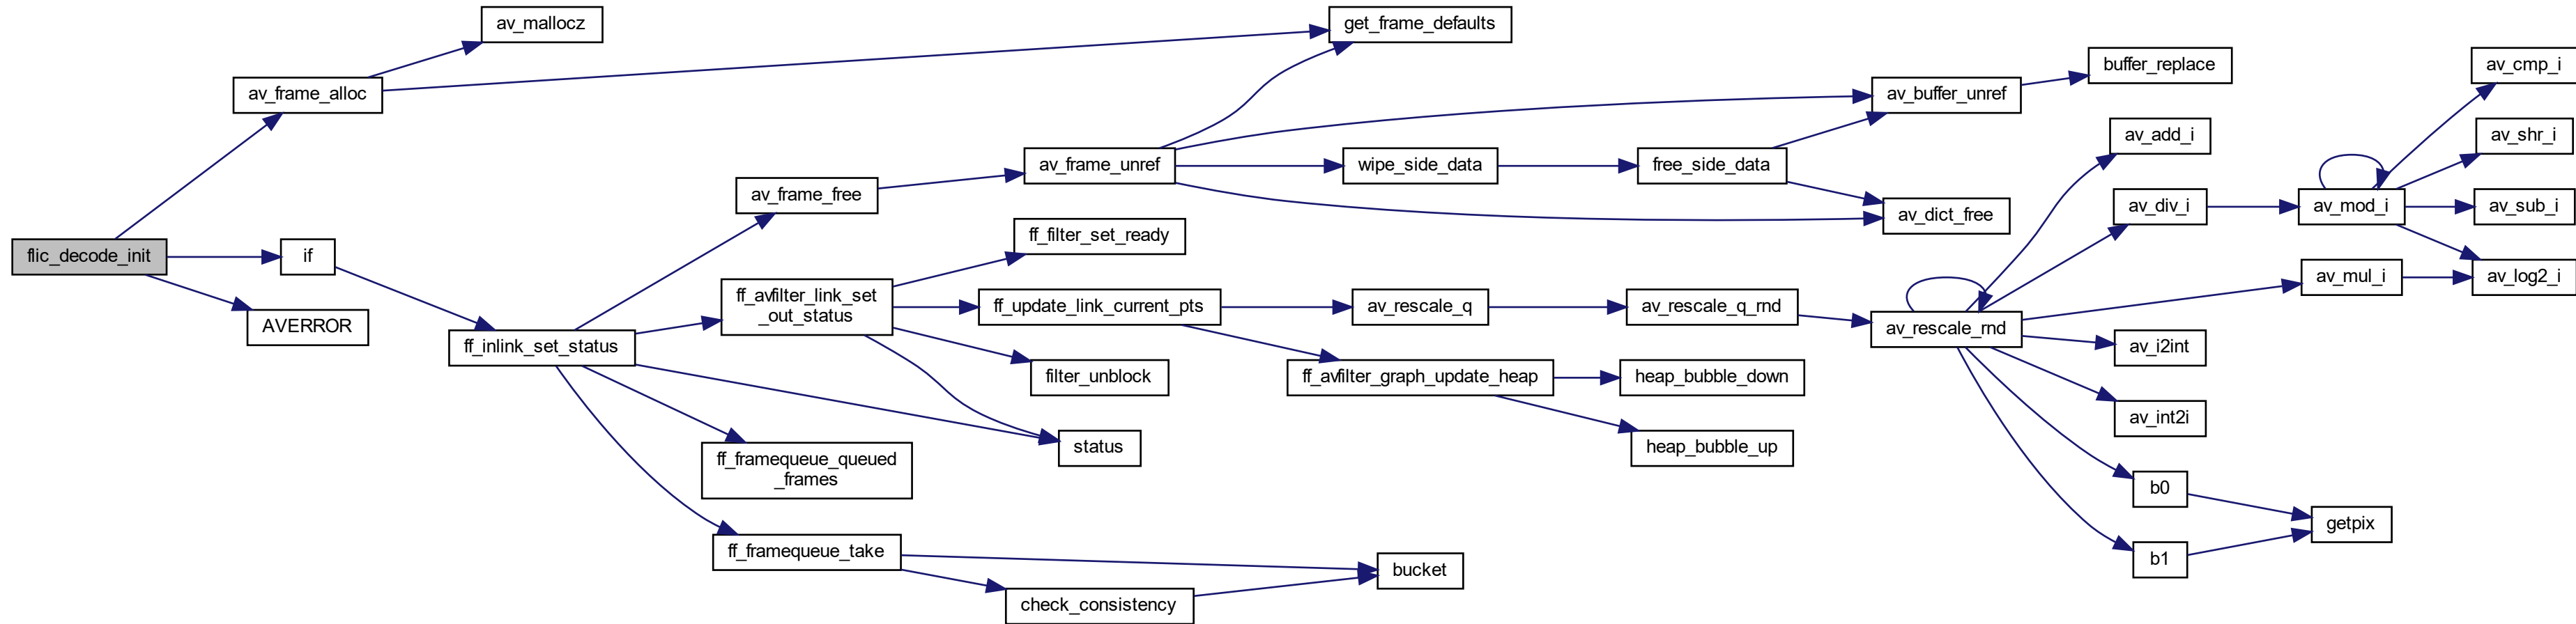 flic_decode_init
av_frame_alloc
if
AVERROR
av_mallocz
ff_inlink_set_status
av_frame_free
ff_avfilter_link_set
_out_status
ff_framequeue_queued
_frames
ff_framequeue_take
av_frame_unref
ff_filter_set_ready
ff_update_link_current_pts
filter_unblock
status
check_consistency
get_frame_defaults
wipe_side_data
av_rescale_q
ff_avfilter_graph_update_heap
bucket
free_side_data
av_rescale_q_rnd
heap_bubble_down
heap_bubble_up
av_buffer_unref
av_dict_free
av_rescale_rnd
buffer_replace
av_add_i
av_div_i
av_i2int
av_int2i
b0
b1
av_mod_i
av_mul_i
getpix
av_cmp_i
av_shr_i
av_sub_i
av_log2_i